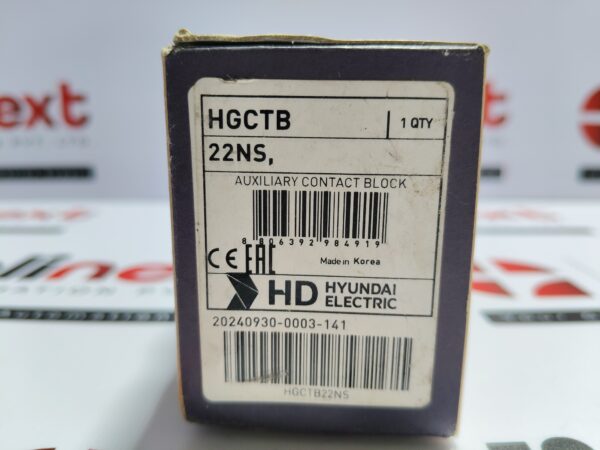 HGCTB
1 QTY
22NS,
AUXILIARY CONTACT BLOCK
8 806392 984919
CE EAC
Made in Korea
HD HYUNDAI
ELECTRIC
20240930-0003-141
HGCTB22NS